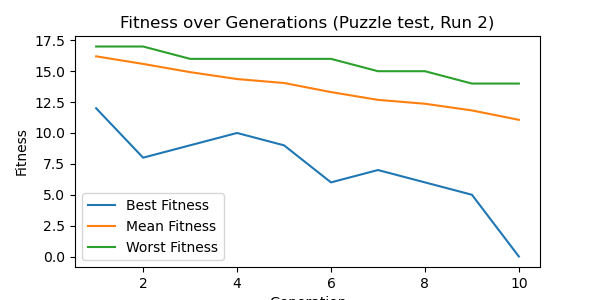 Fitness over Generations (Puzzle test, Run 2)
17.5
15.0
12.5
10.0
7.5
5.0
2.5
0.0
Fitness
Best Fitness
Mean Fitness
Worst Fitness
2 4 6 8 10
Generation